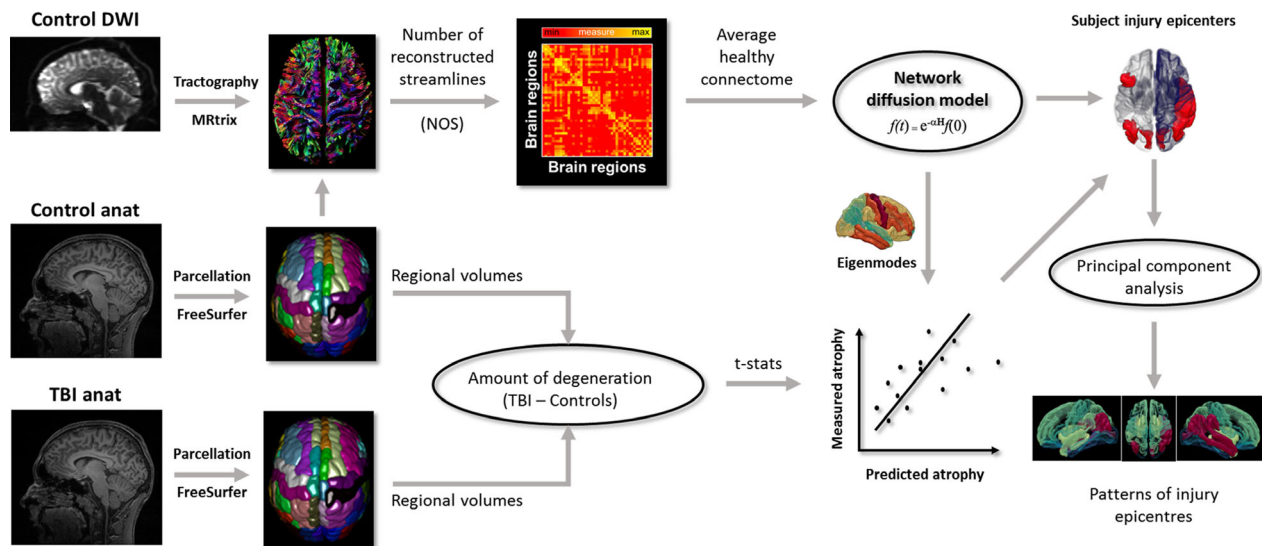 Control DWI
Tractography
MRtrix
Number of
reconstructed
streamlines
(NOS)
min measure max
Brain regions
Brain regions
Average
healthy
connectome
Network
diffusion model
f(t) = e-αHf(0)
Subject injury epicenters
Control anat
Parcellation
FreeSurfer
Regional volumes
Eigenmodes
Principal component
analysis
Amount of degeneration
(TBI – Controls)
t-stats
Measured atrophy
Predicted atrophy
TBI anat
Parcellation
FreeSurfer
Regional volumes
Patterns of injury
epicentres